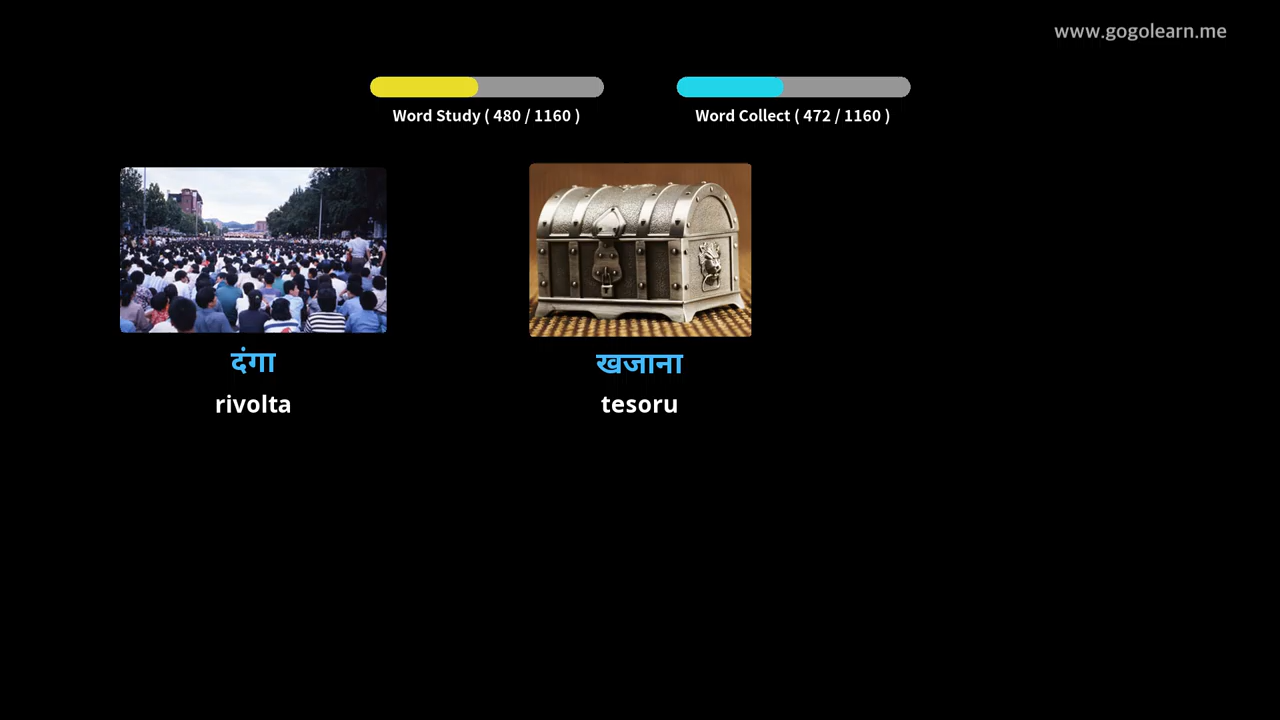 www.gogolearn.me
Word Study ( 480 / 1160 )
Word Collect ( 472 / 1160 )
दंगा
rivolta
खजाना
tesoru